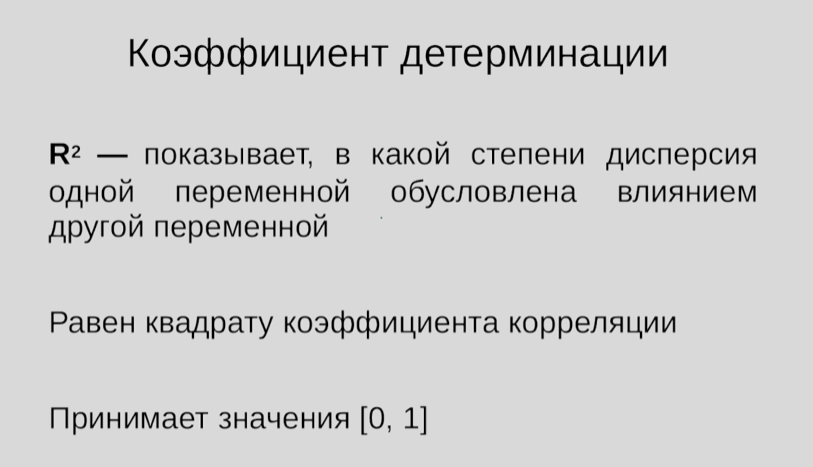 Коэффициент детерминации
R² — показывает, в какой степени дисперсия
одной переменной обусловлена влиянием
другой переменной
Равен квадрату коэффициента корреляции
Принимает значения [0, 1]